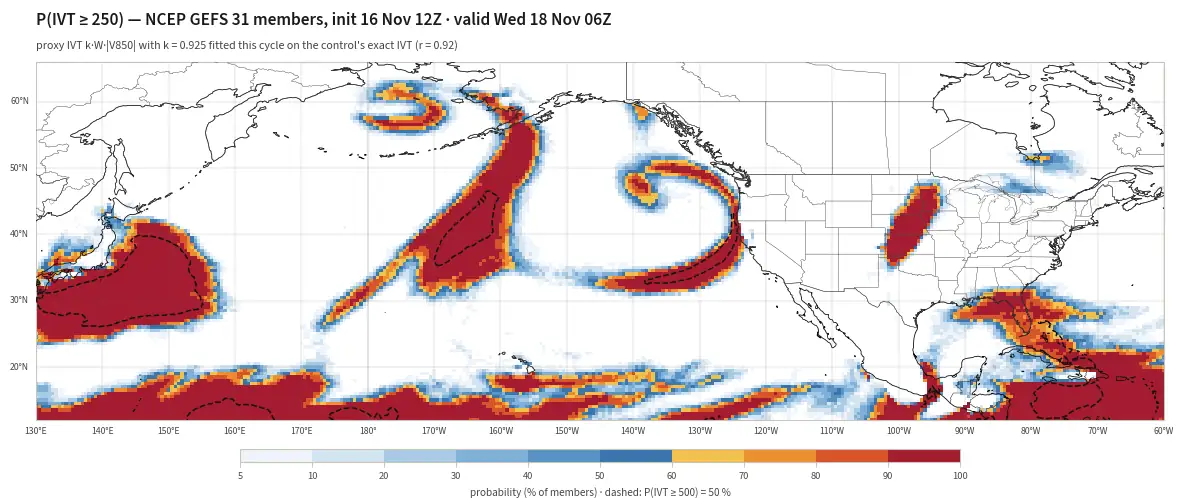 P(IVT ≥ 250) — NCEP GEFS 31 members, init 16 Nov 12Z · valid Wed 18 Nov 06Z
proxy IVT k·W·|V850| with k = 0.925 fitted this cycle on the control's exact IVT (r = 0.92)
60°N
50°N
40°N
30°N
20°N
130°E 140°E 150°E 160°E 170°E 180° 170°W 160°W 150°W 140°W 130°W 120°W 110°W 100°W 90°W 80°W 70°W 60°W
5 10 20 30 40 50 60 70 80 90 100
probability (% of members) · dashed: P(IVT ≥ 500) = 50 %